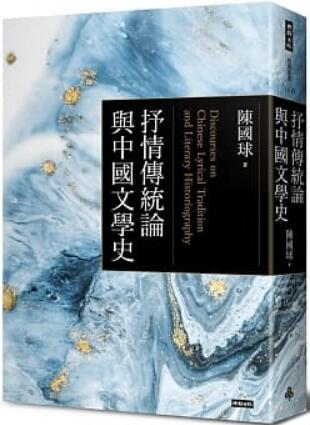 抒情傳統論
與中國文學史
Discourses on
Chinese Lyrical Tradition
and Literary Historiography
陳國球 著
抒情傳統論
與中國文學史
陳國球 著